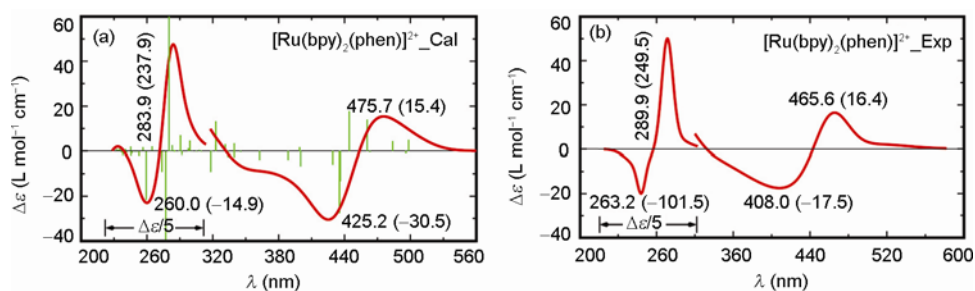 (a)
[Ru(bpy)₂(phen)]²⁺_Cal
283.9 (237.9)
475.7 (15.4)
260.0 (−14.9)
425.2 (−30.5)
Δε/5
60
40
20
0
−20
−40
Δε (L mol⁻¹ cm⁻¹)
200 260 320 380 440 500 560
λ (nm)
(b)
[Ru(bpy)₂(phen)]²⁺_Exp
289.9 (249.5)
465.6 (16.4)
263.2 (−101.5)
408.0 (−17.5)
Δε/5
60
40
20
0
−20
−40
−60
Δε (L mol⁻¹ cm⁻¹)
200 260 360 440 520 600
λ (nm)